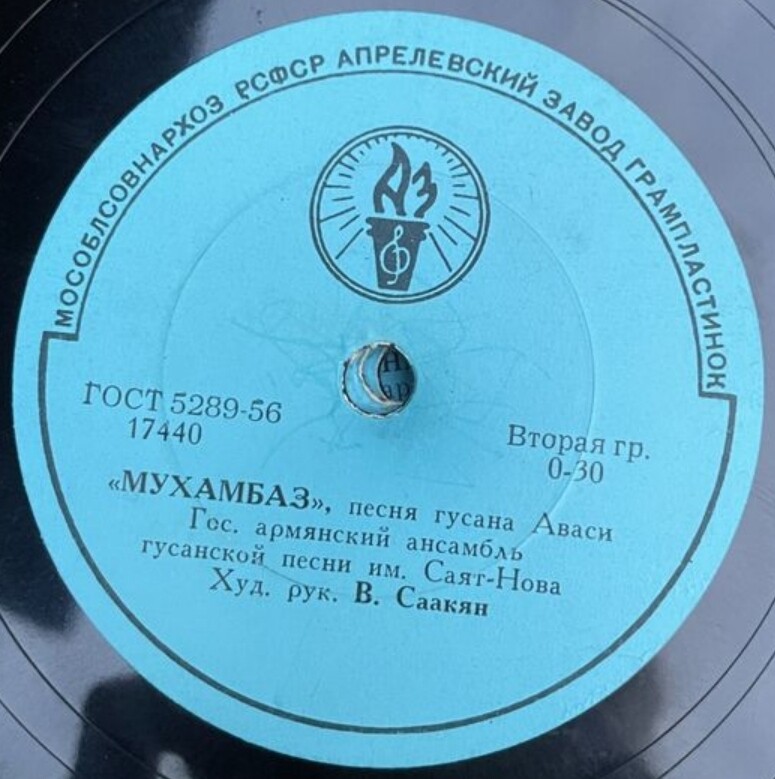 МОСОБЛСОВНАРХОЗ РСФСР АПРЕЛЕВСКИЙ ЗАВОД ГРАМПЛАСТИНОК
АЗ
ГОСТ 5289-56
17440
Вторая гр.
0-30
«МУХАМБАЗ», песня гусана Аваси
Гос. армянский ансамбль
гусанской песни им. Саят-Нова
Худ. рук. В. Саакян